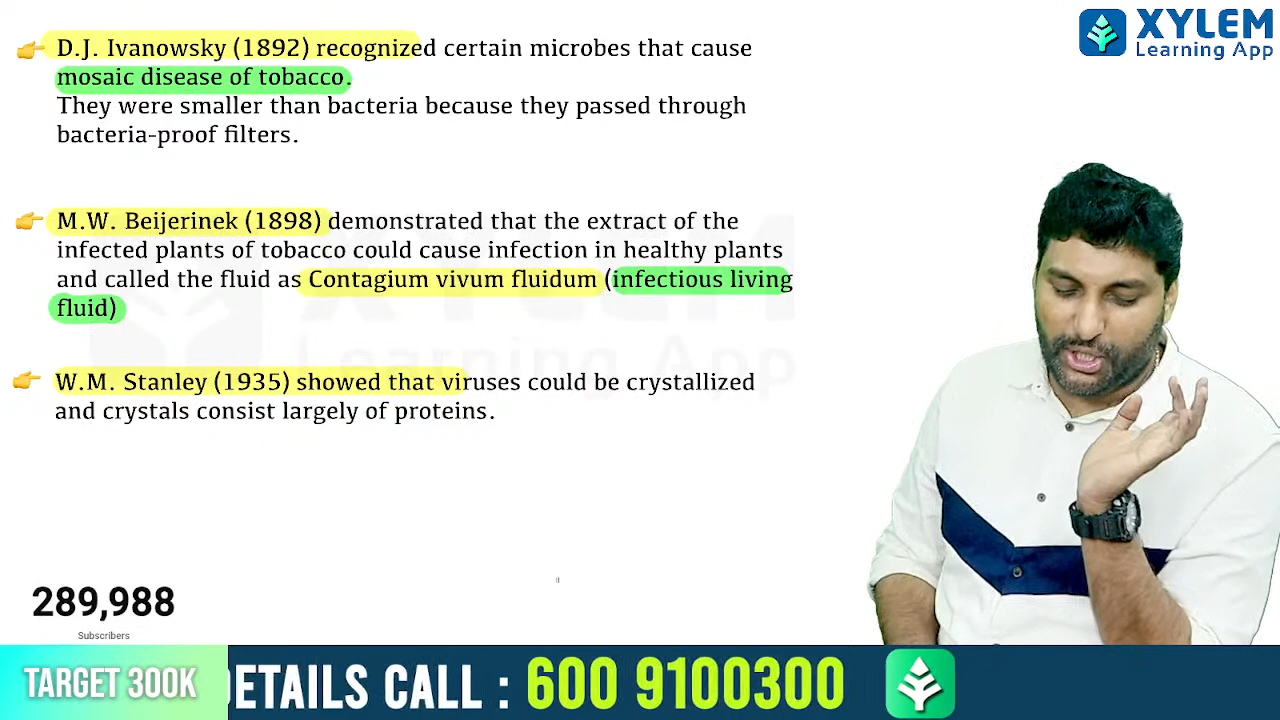 D.J. Ivanowsky (1892) recognized certain microbes that cause
mosaic disease of tobacco.
They were smaller than bacteria because they passed through
bacteria-proof filters.
M.W. Beijerinek (1898) demonstrated that the extract of the
infected plants of tobacco could cause infection in healthy plants
and called the fluid as Contagium vivum fluidum (infectious living
fluid)
W.M. Stanley (1935) showed that viruses could be crystallized
and crystals consist largely of proteins.
XYLEM
Learning App
XYLEM
Learning App
289,988
Subscribers
TARGET 300K
DETAILS CALL : 600 9100300